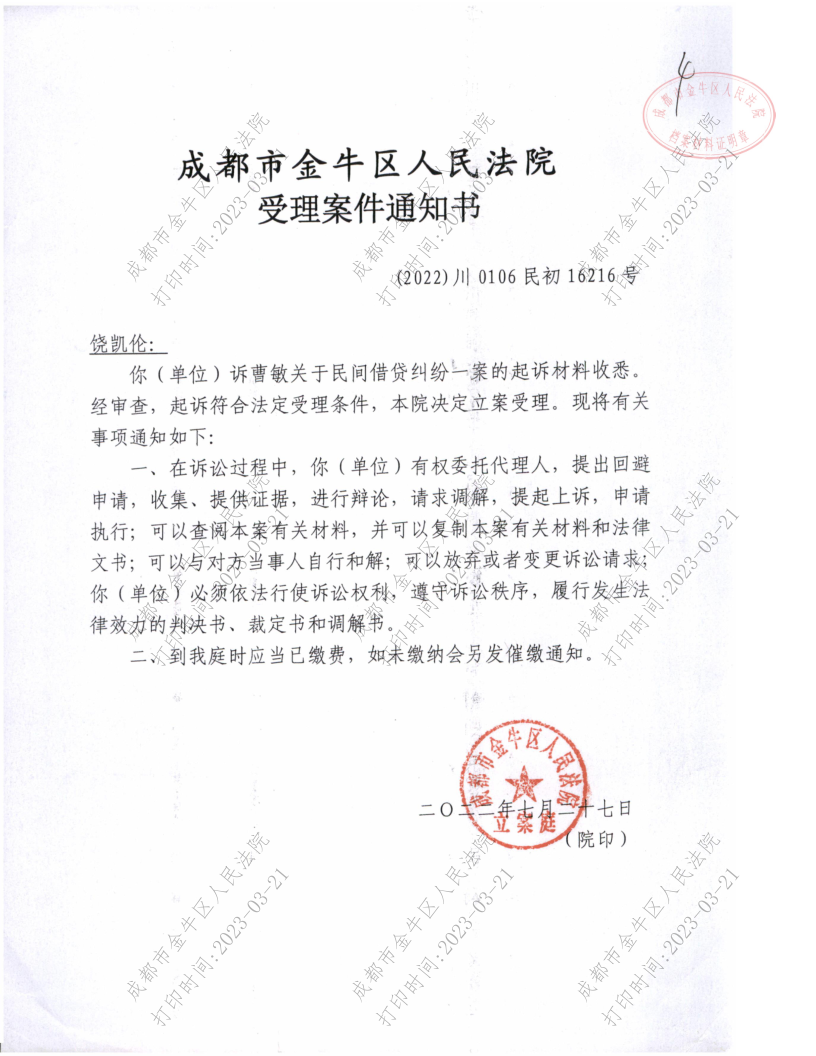 4
成都市金牛区人民法院
档案资料证明章
成都市金牛区人民法院
受理案件通知书
(2022)川 0106 民初 16216 号
饶凯伦：
你（单位）诉曹敏关于民间借贷纠纷一案的起诉材料收悉。
经审查，起诉符合法定受理条件，本院决定立案受理。现将有关
事项通知如下：
一、在诉讼过程中，你（单位）有权委托代理人，提出回避
申请，收集、提供证据，进行辩论，请求调解，提起上诉，申请
执行；可以查阅本案有关材料，并可以复制本案有关材料和法律
文书；可以与对方当事人自行和解；可以放弃或者变更诉讼请求；
你（单位）必须依法行使诉讼权利，遵守诉讼秩序，履行发生法
律效力的判决书、裁定书和调解书。
二、到我庭时应当已缴费，如未缴纳会另发催缴通知。
成都市金牛区人民法院
立案庭
二〇二二年七月二十七日
（院印）
成都市金牛区人民法院
打印时间:2023-03-21
成都市金牛区人民法院
打印时间:2023-03-21
成都市金牛区人民法院
打印时间:2023-03-21
成都市金牛区人民法院
打印时间:2023-03-21
成都市金牛区人民法院
打印时间:2023-03-21
成都市金牛区人民法院
打印时间:2023-03-21
成都市金牛区人民法院
打印时间:2023-03-21
成都市金牛区人民法院
打印时间:2023-03-21
成都市金牛区人民法院
打印时间:2023-03-21